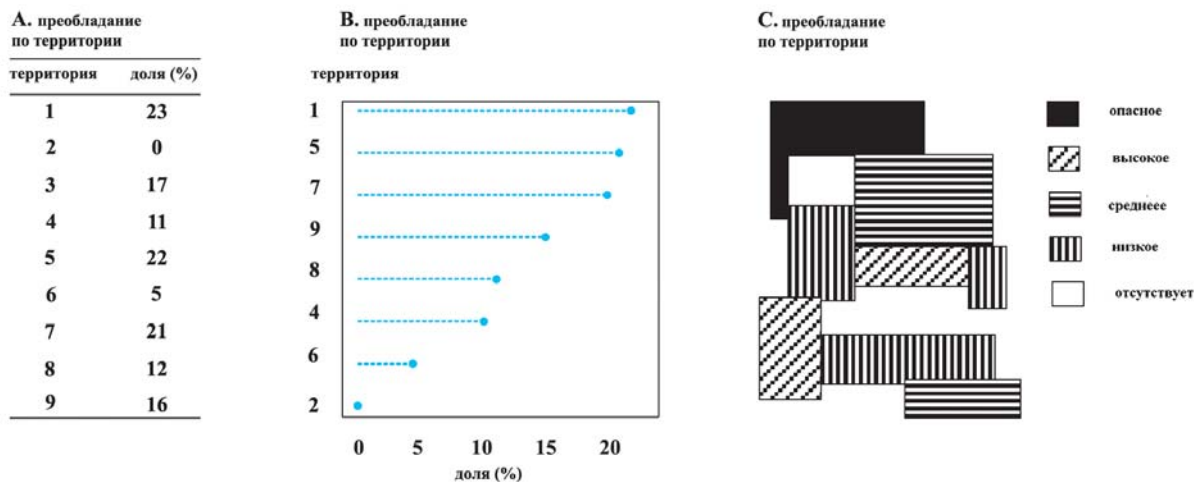 A. преобладание
по территории
территория доля (%)
1 23
2 0
3 17
4 11
5 22
6 5
7 21
8 12
9 16
B. преобладание
по территории
территория
1
5
7
9
8
4
6
2
0 5 10 15 20
доля (%)
C. преобладание
по территории
опасное
высокое
среднеее
низкое
отсутствует